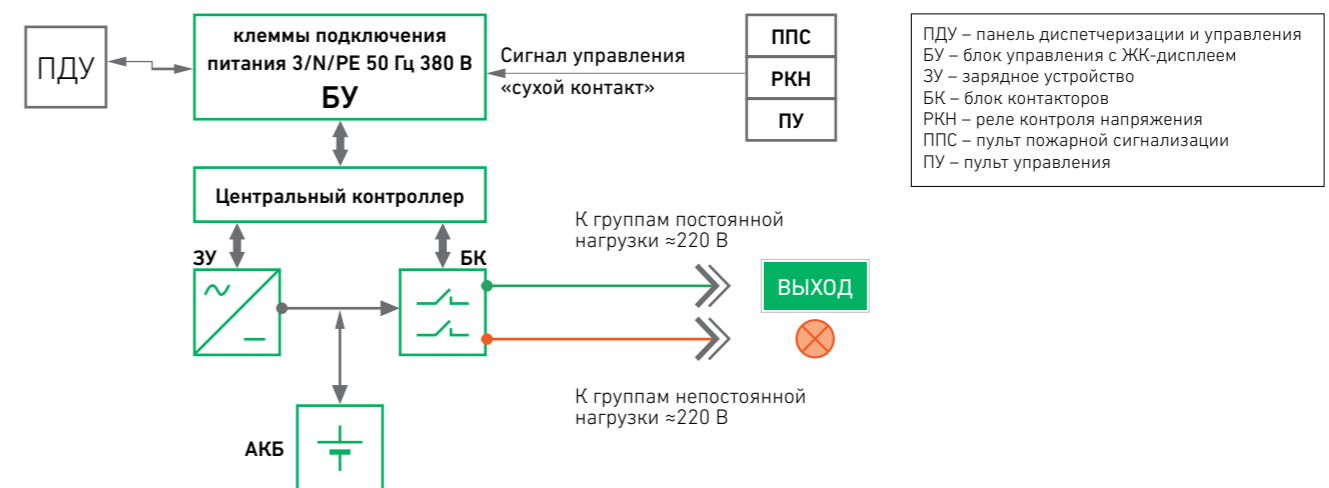 ПДУ
клеммы подключения
питания 3/N/PE 50 Гц 380 В
БУ
Сигнал управления
«сухой контакт»
ППС
РКН
ПУ
ПДУ – панель диспетчеризации и управления
БУ – блок управления с ЖК-дисплеем
ЗУ – зарядное устройство
БК – блок контакторов
РКН – реле контроля напряжения
ППС – пульт пожарной сигнализации
ПУ – пульт управления
Центральный контроллер
ЗУ
БК
К группам постоянной
нагрузки ≈220 В
ВЫХОД
К группам непостоянной
нагрузки ≈220 В
АКБ